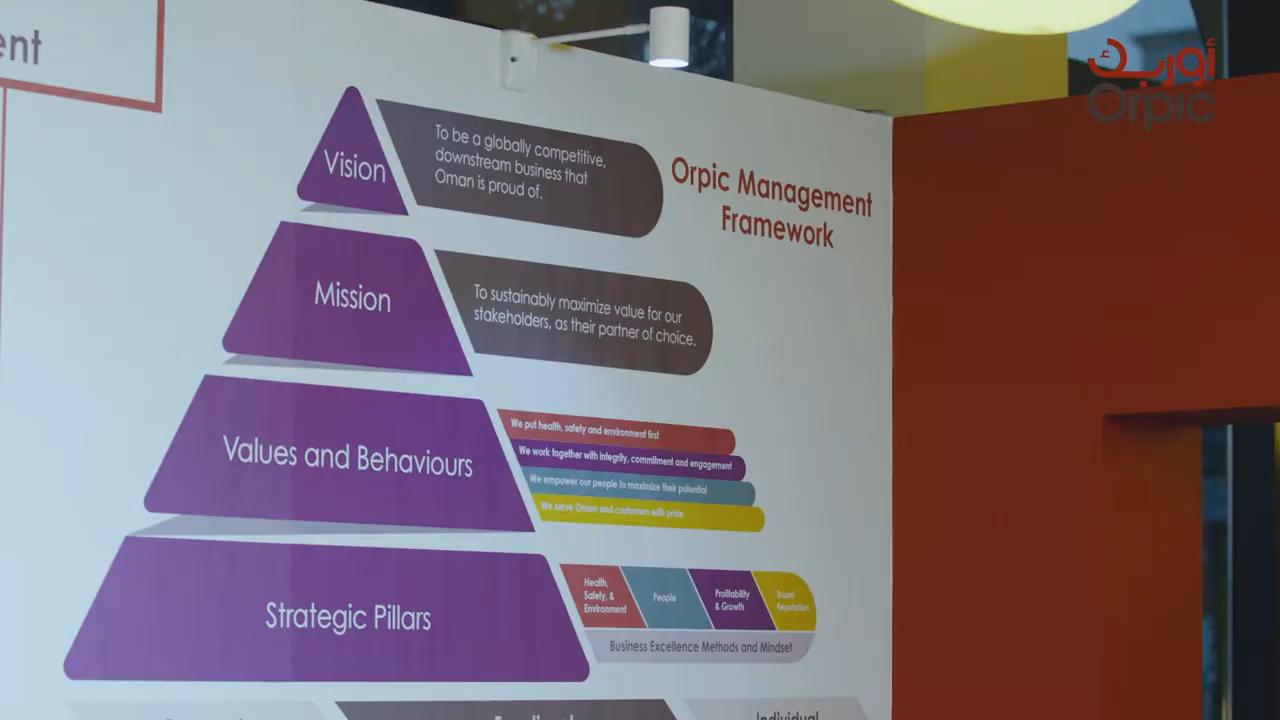 ent
أوربك
Orpic
Orpic Management
Framework
Vision
To be a globally competitive,
downstream business that
Oman is proud of.
Mission
To sustainably maximize value for our
stakeholders, as their partner of choice.
Values and Behaviours
We put health, safety and environment first
We work together with integrity, commitment and engagement
We empower our people to maximize their potential
We serve Oman and customers with pride
Strategic Pillars
Health,
Safety, &
Environment
People
Profitability
& Growth
Brand
Reputation
Business Excellence Methods and Mindset
Individual